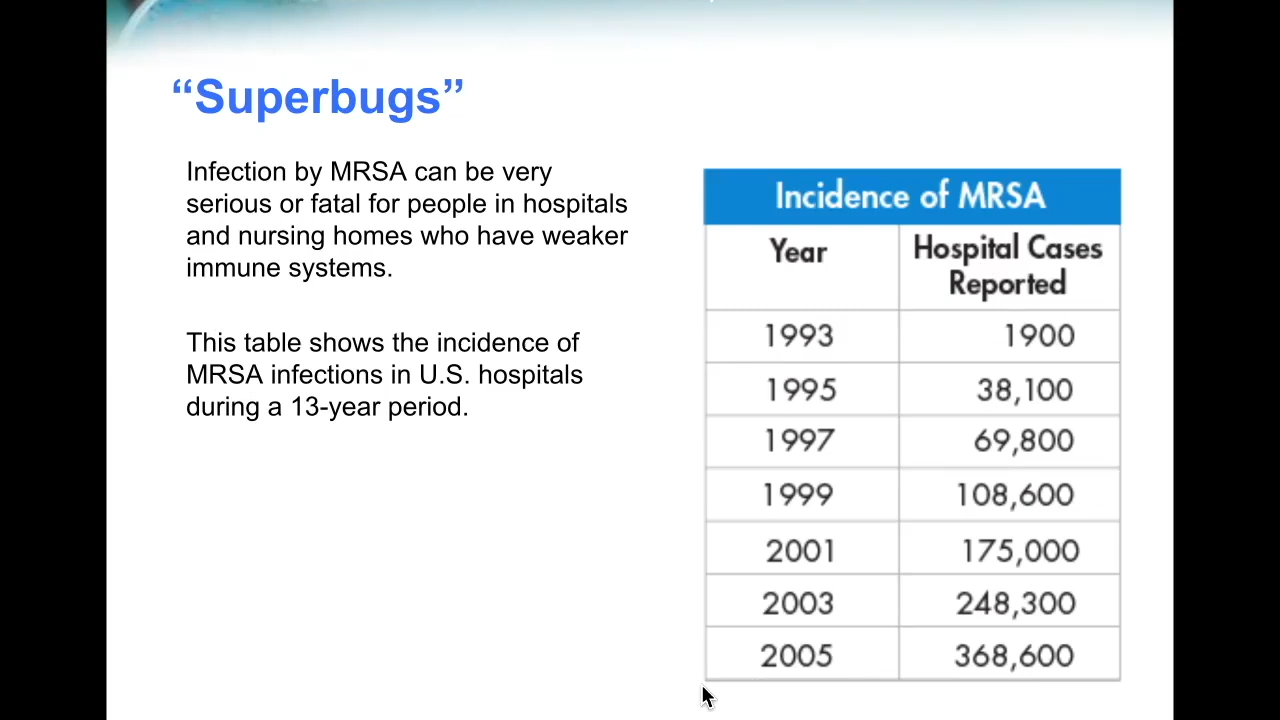 “Superbugs”
Infection by MRSA can be very
serious or fatal for people in hospitals
and nursing homes who have weaker
immune systems.
This table shows the incidence of
MRSA infections in U.S. hospitals
during a 13-year period.
Incidence of MRSA
Year Hospital Cases
Reported
1993 1900
1995 38,100
1997 69,800
1999 108,600
2001 175,000
2003 248,300
2005 368,600